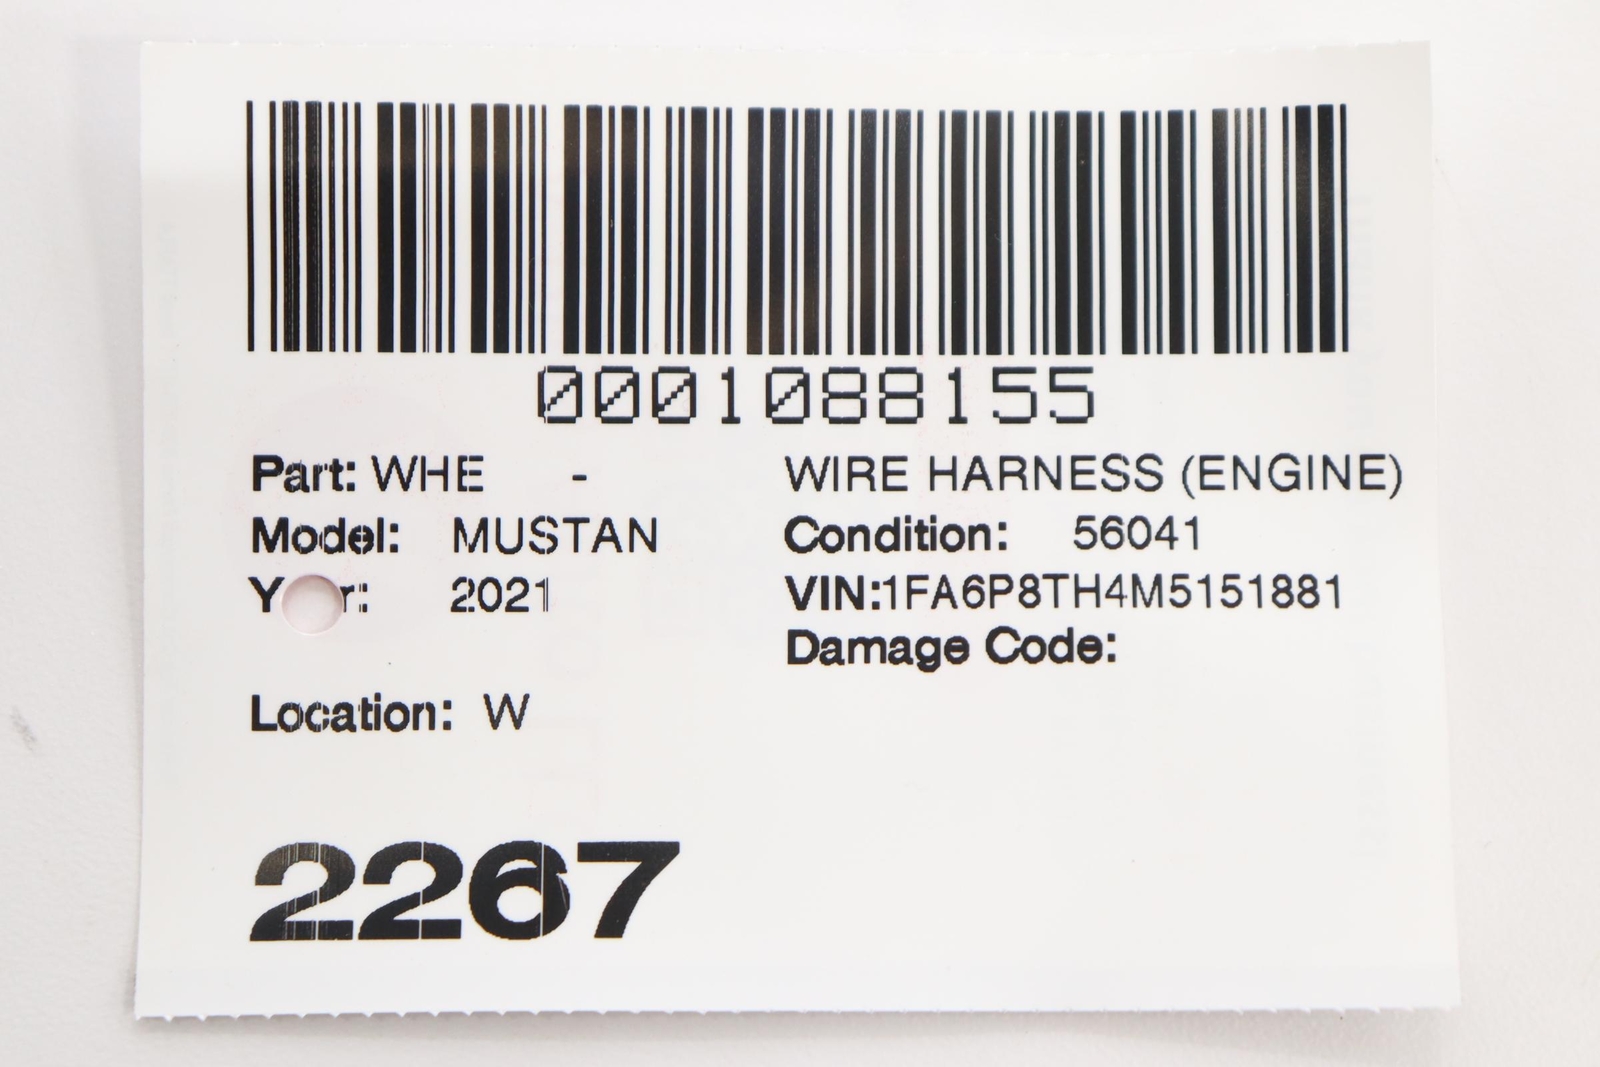 0001088155
Part: WHE - WIRE HARNESS (ENGINE)
Model: MUSTAN Condition: 56041
Y r: 2021 VIN:1FA6P8TH4M5151881
Damage Code:
Location: W
2267